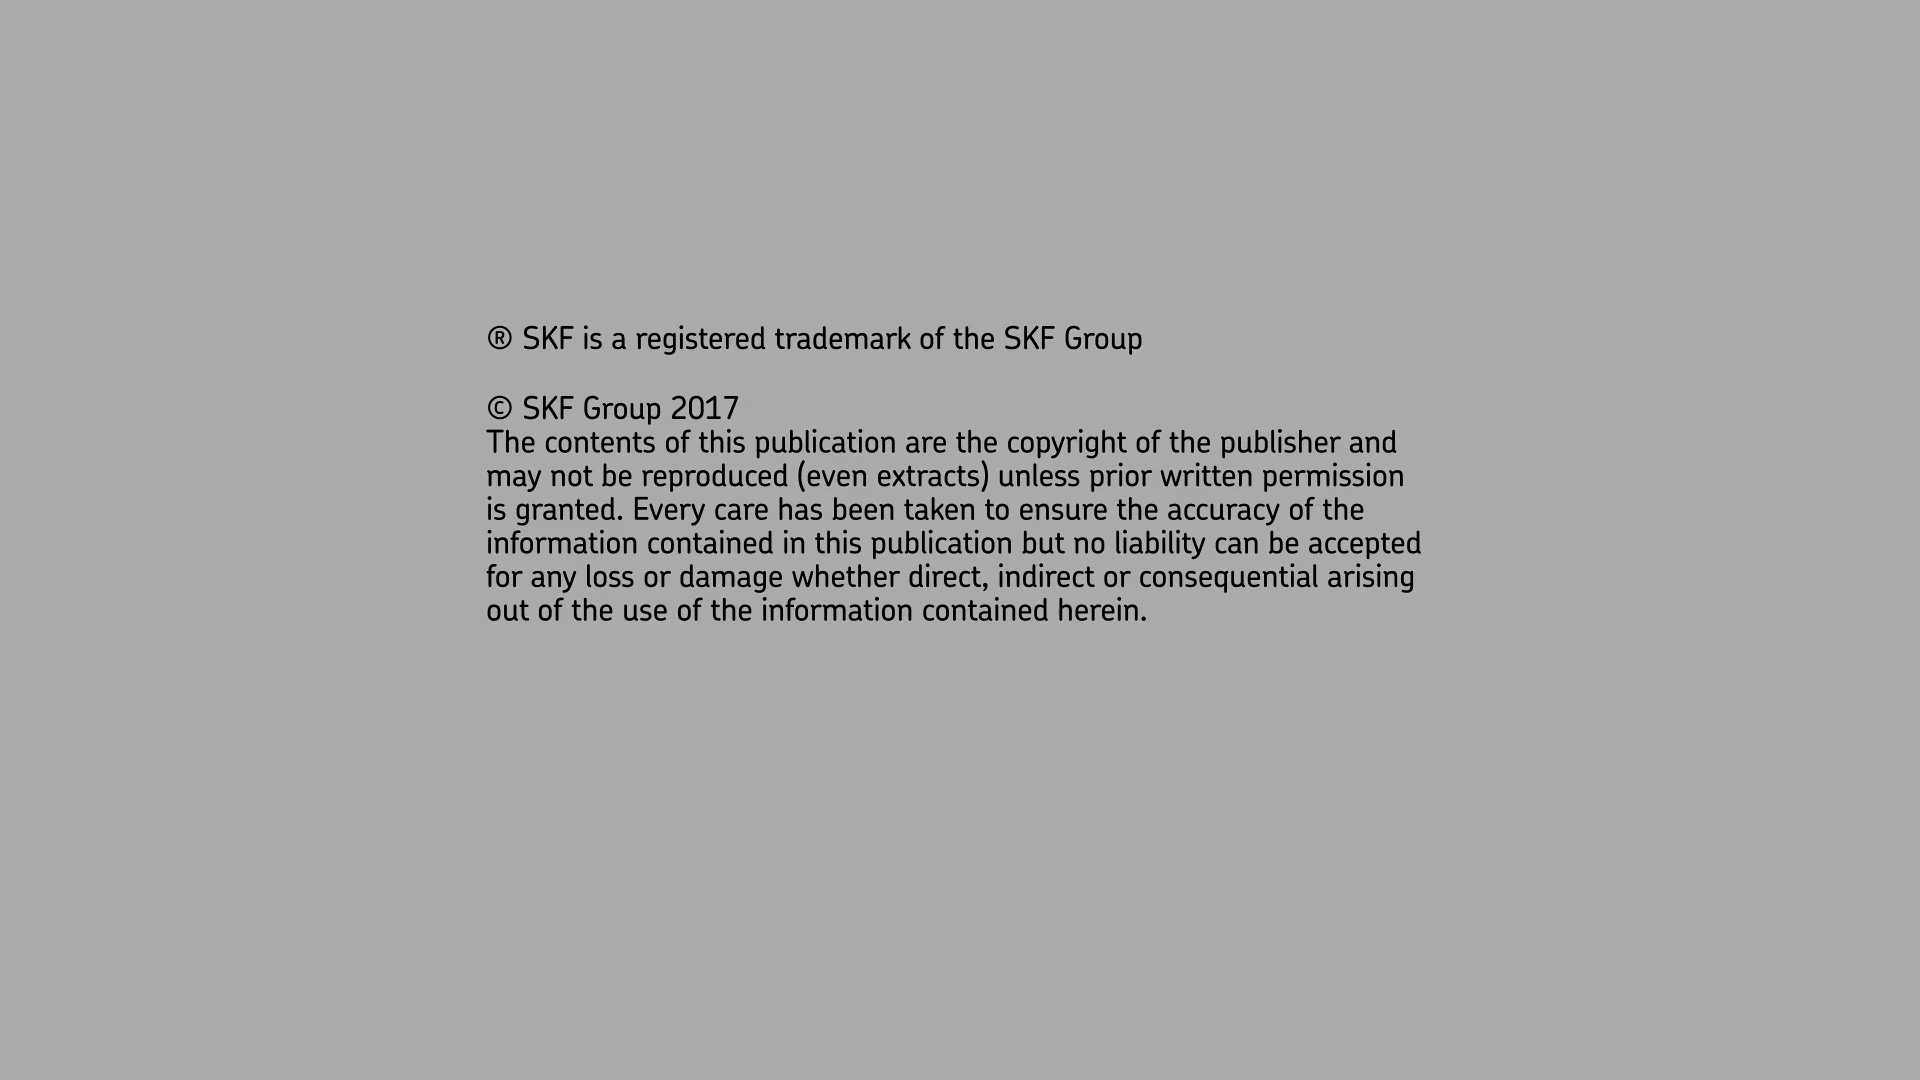 ® SKF is a registered trademark of the SKF Group
© SKF Group 2017
The contents of this publication are the copyright of the publisher and
may not be reproduced (even extracts) unless prior written permission
is granted. Every care has been taken to ensure the accuracy of the
information contained in this publication but no liability can be accepted
for any loss or damage whether direct, indirect or consequential arising
out of the use of the information contained herein.